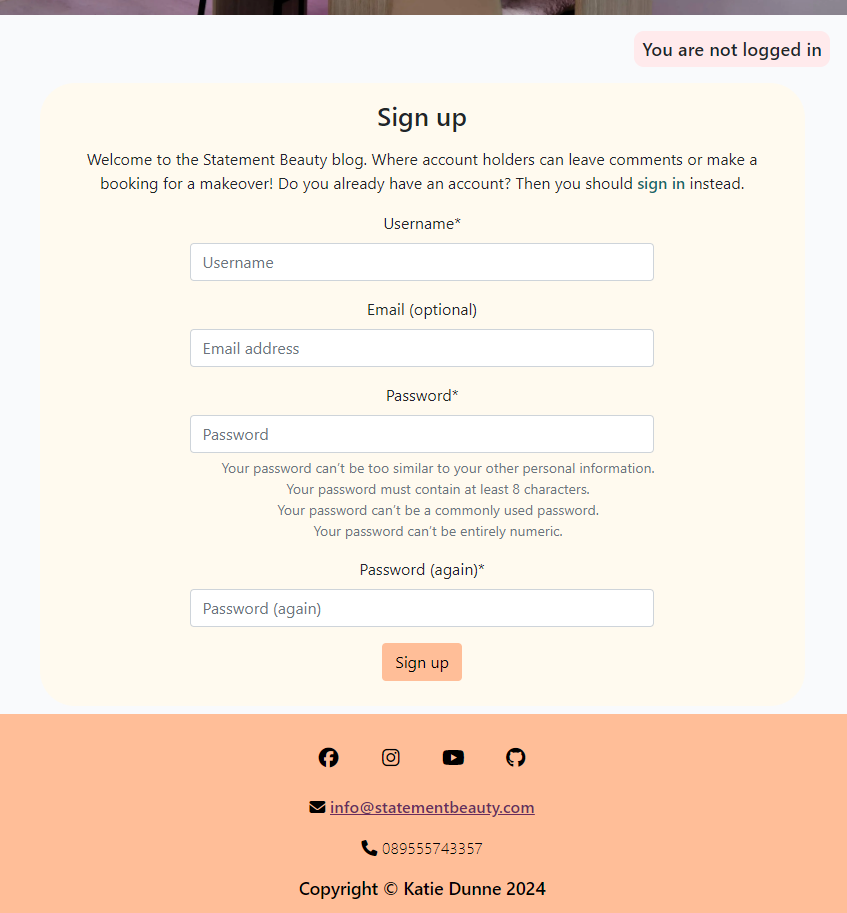 You are not logged in
Sign up
Welcome to the Statement Beauty blog. Where account holders can leave comments or make a
booking for a makeover! Do you already have an account? Then you should sign in instead.
Username*
Username
Email (optional)
Email address
Password*
Password
Your password can’t be too similar to your other personal information.
Your password must contain at least 8 characters.
Your password can’t be a commonly used password.
Your password can’t be entirely numeric.
Password (again)*
Password (again)
Sign up
info@statementbeauty.com
089555743357
Copyright © Katie Dunne 2024